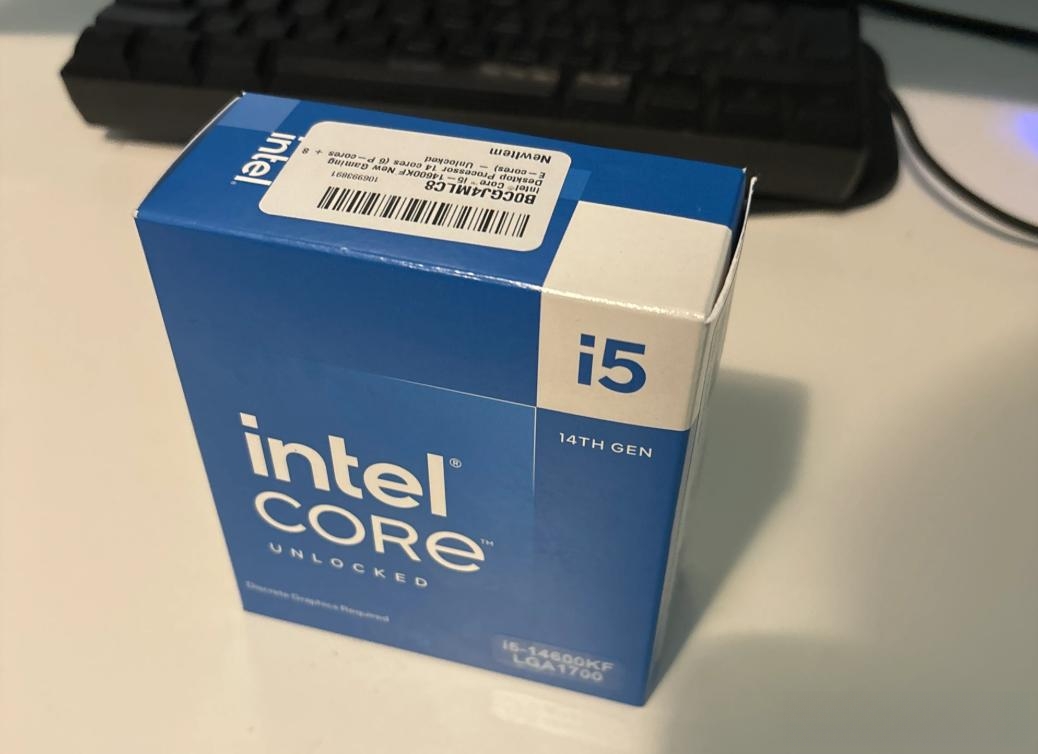 intel
B0CGJ4MLC8
Intel® Core™ i5-14600KF New Gaming
Desktop Processor 14 cores (6 P-cores + 8
E-cores) - Unlocked
NewItem
106993891
i5
14TH GEN
intel®
CORE™
UNLOCKED
Discrete Graphics Required
i5-14600KF
LGA1700